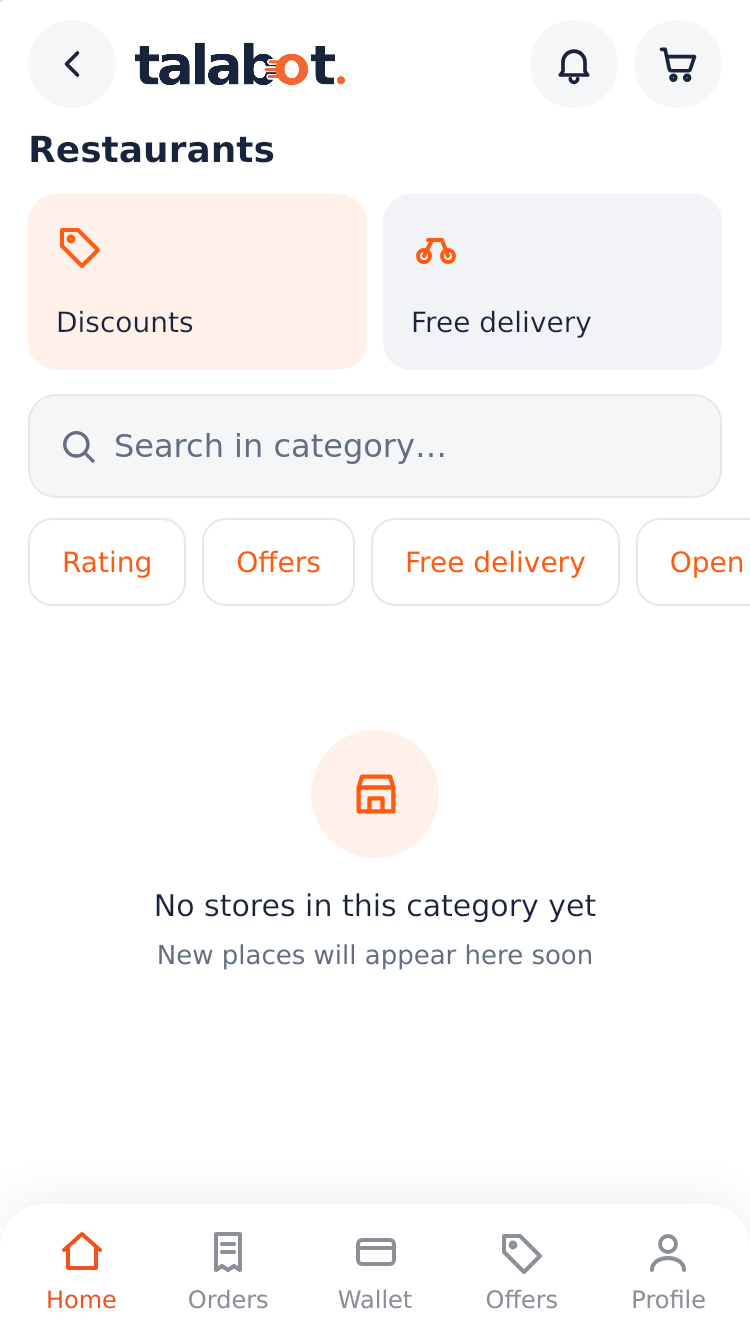 talabot.
Restaurants
Discounts
Free delivery
Search in category...
Rating
Offers
Free delivery
Open
No stores in this category yet
New places will appear here soon
Home
Orders
Wallet
Offers
Profile